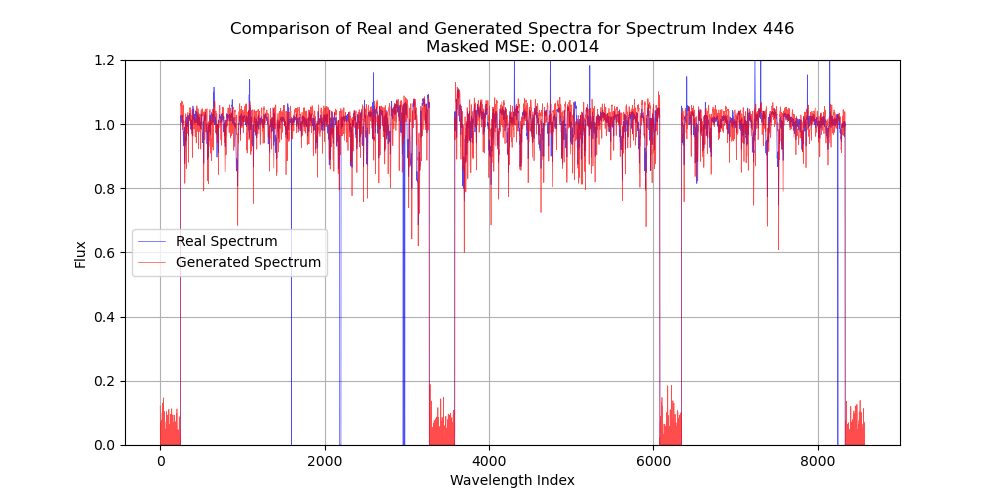 Comparison of Real and Generated Spectra for Spectrum Index 446
Masked MSE: 0.0014
1.2
1.0
0.8
0.6
0.4
0.2
0.0
Flux
Real Spectrum
Generated Spectrum
0 2000 4000 6000 8000
Wavelength Index